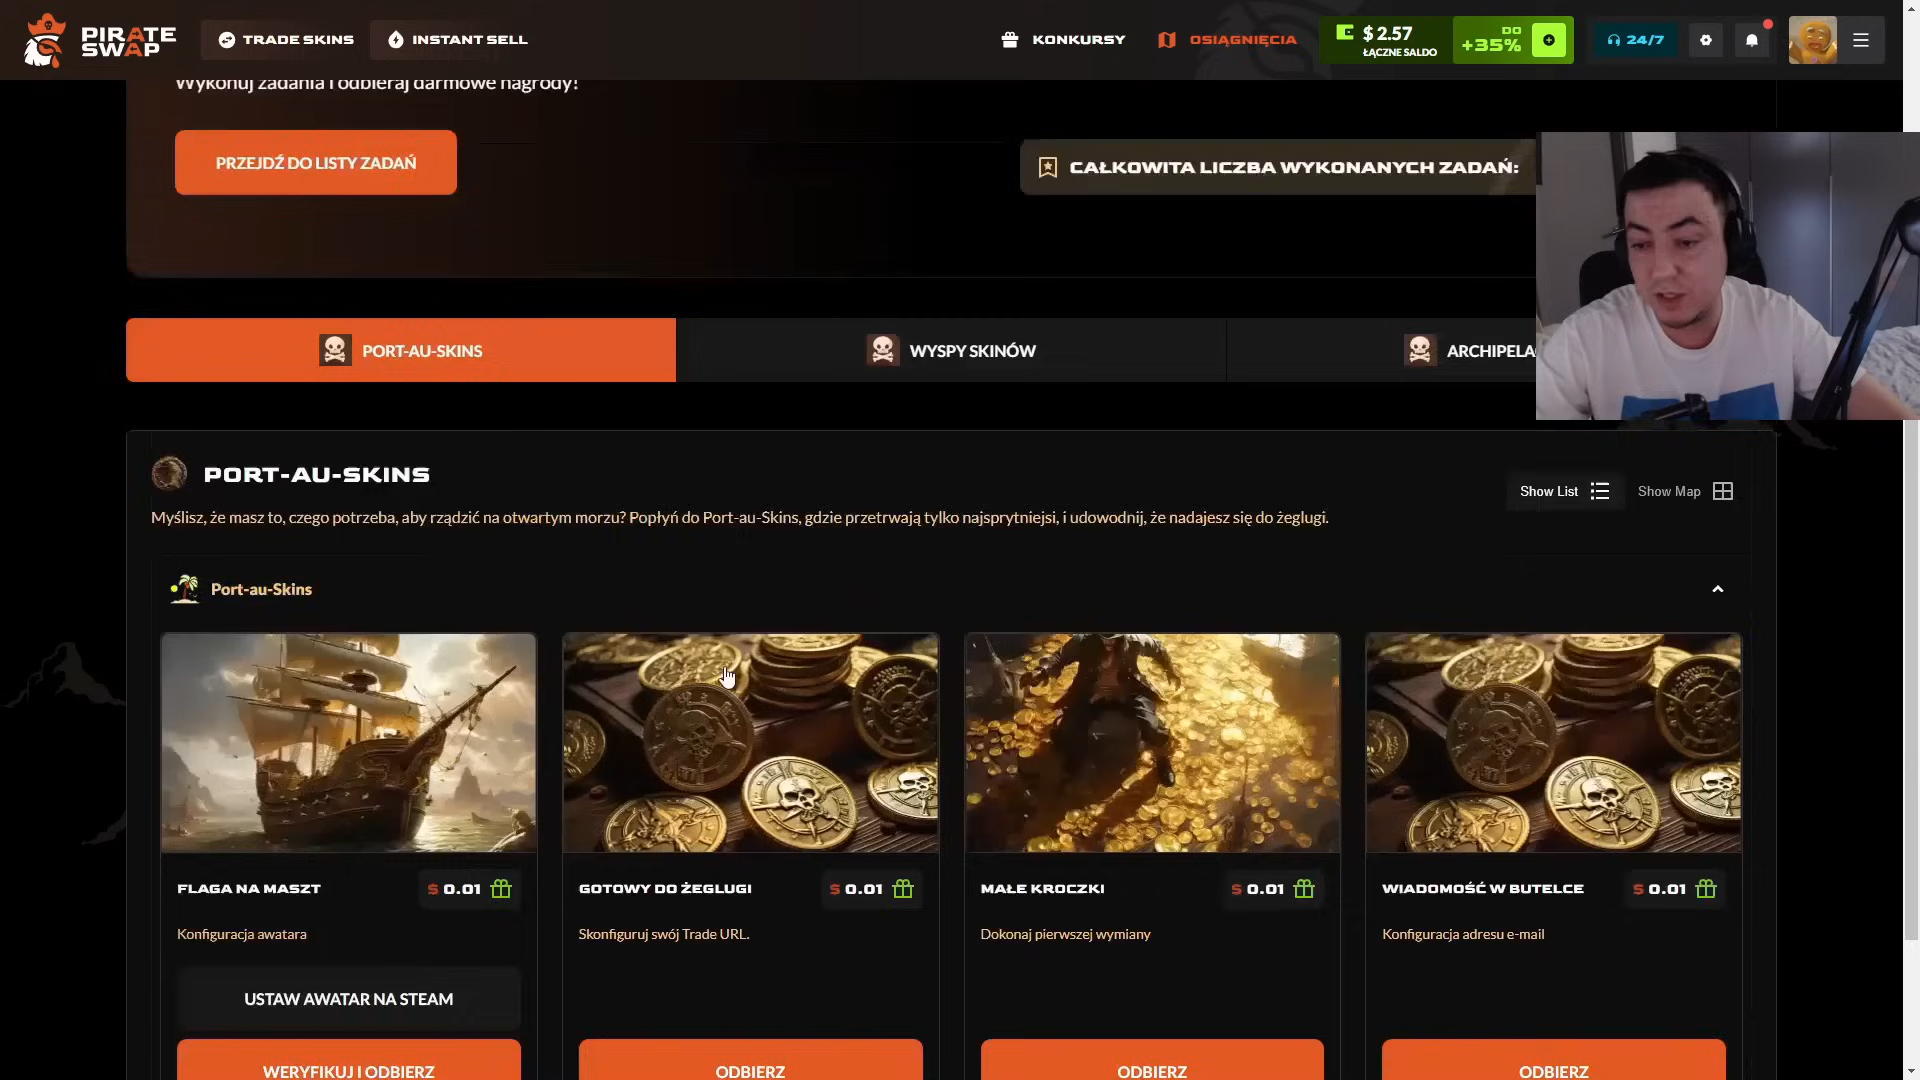 PIRATE SWAP
TRADE SKINS
INSTANT SELL
KONKURSY
OSIĄGNIĘCIA
$ 2.57
ŁĄCZNE SALDO
DO
+35%
24/7
Wykonuj zadania i odbieraj darmowe nagrody!
PRZEJDŹ DO LISTY ZADAŃ
CAŁKOWITA LICZBA WYKONANYCH ZADAŃ:
PORT-AU-SKINS
WYSPY SKINÓW
PORT-AU-SKINS
Show List
Show Map
Myślisz, że masz to, czego potrzeba, aby rządzić na otwartym morzu? Popłyń do Port-au-Skins, gdzie przetrwają tylko najsprytniejsi, i udowodnij, że nadajesz się do żeglugi.
Port-au-Skins
FLAGA NA MASZT
$ 0.01
GOTOWY DO ŻEGLUGI
$ 0.01
MAŁE KROCZKI
$ 0.01
WIADOMOŚĆ W BUTELCE
$ 0.01
Konfiguracja awatara
Skonfiguruj swój Trade URL.
Dokonaj pierwszej wymiany
Konfiguracja adresu e-mail
USTAW AWATAR NA STEAM
WERYFIKUJ I ODBIERZ
ODBIERZ
ODBIERZ
ODBIERZ